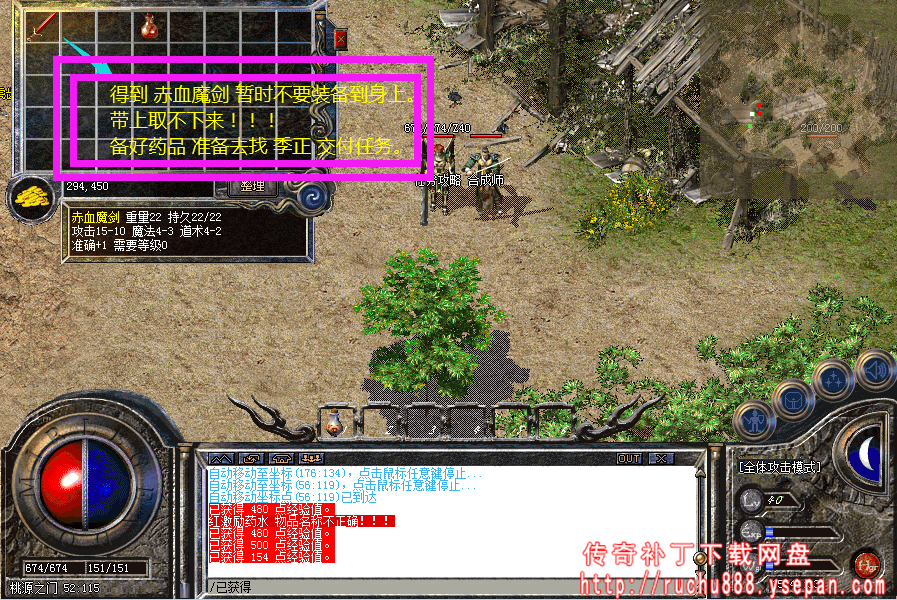 得到 赤血魔剑 暂时不要装备到身上。
带上取不下来！！！
备好药品 准备去找 季正 交付任务。
200/200
合成师
294,450
整理
赤血魔剑 重量22 持久22/22
攻击15-10 魔法4-3 道术4-2
准确+1 需要等级0
OUT
[全体攻击模式]
自动移动至坐标(176:134)，点击鼠标任意键停止...
自动移动至坐标(56:119)，点击鼠标任意键停止...
自动移动坐标点(56:119)已到达
已获得 480 点经验值。
红激励药水 物品名称不正确！！！
已获得 480 点经验值。
已获得 500 点经验值。
已获得 154 点经验值。
40
674/674 151/151
桃源之门 52:115
/已获得
传奇补丁下载网盘
http://ruchu888.ysepan.com